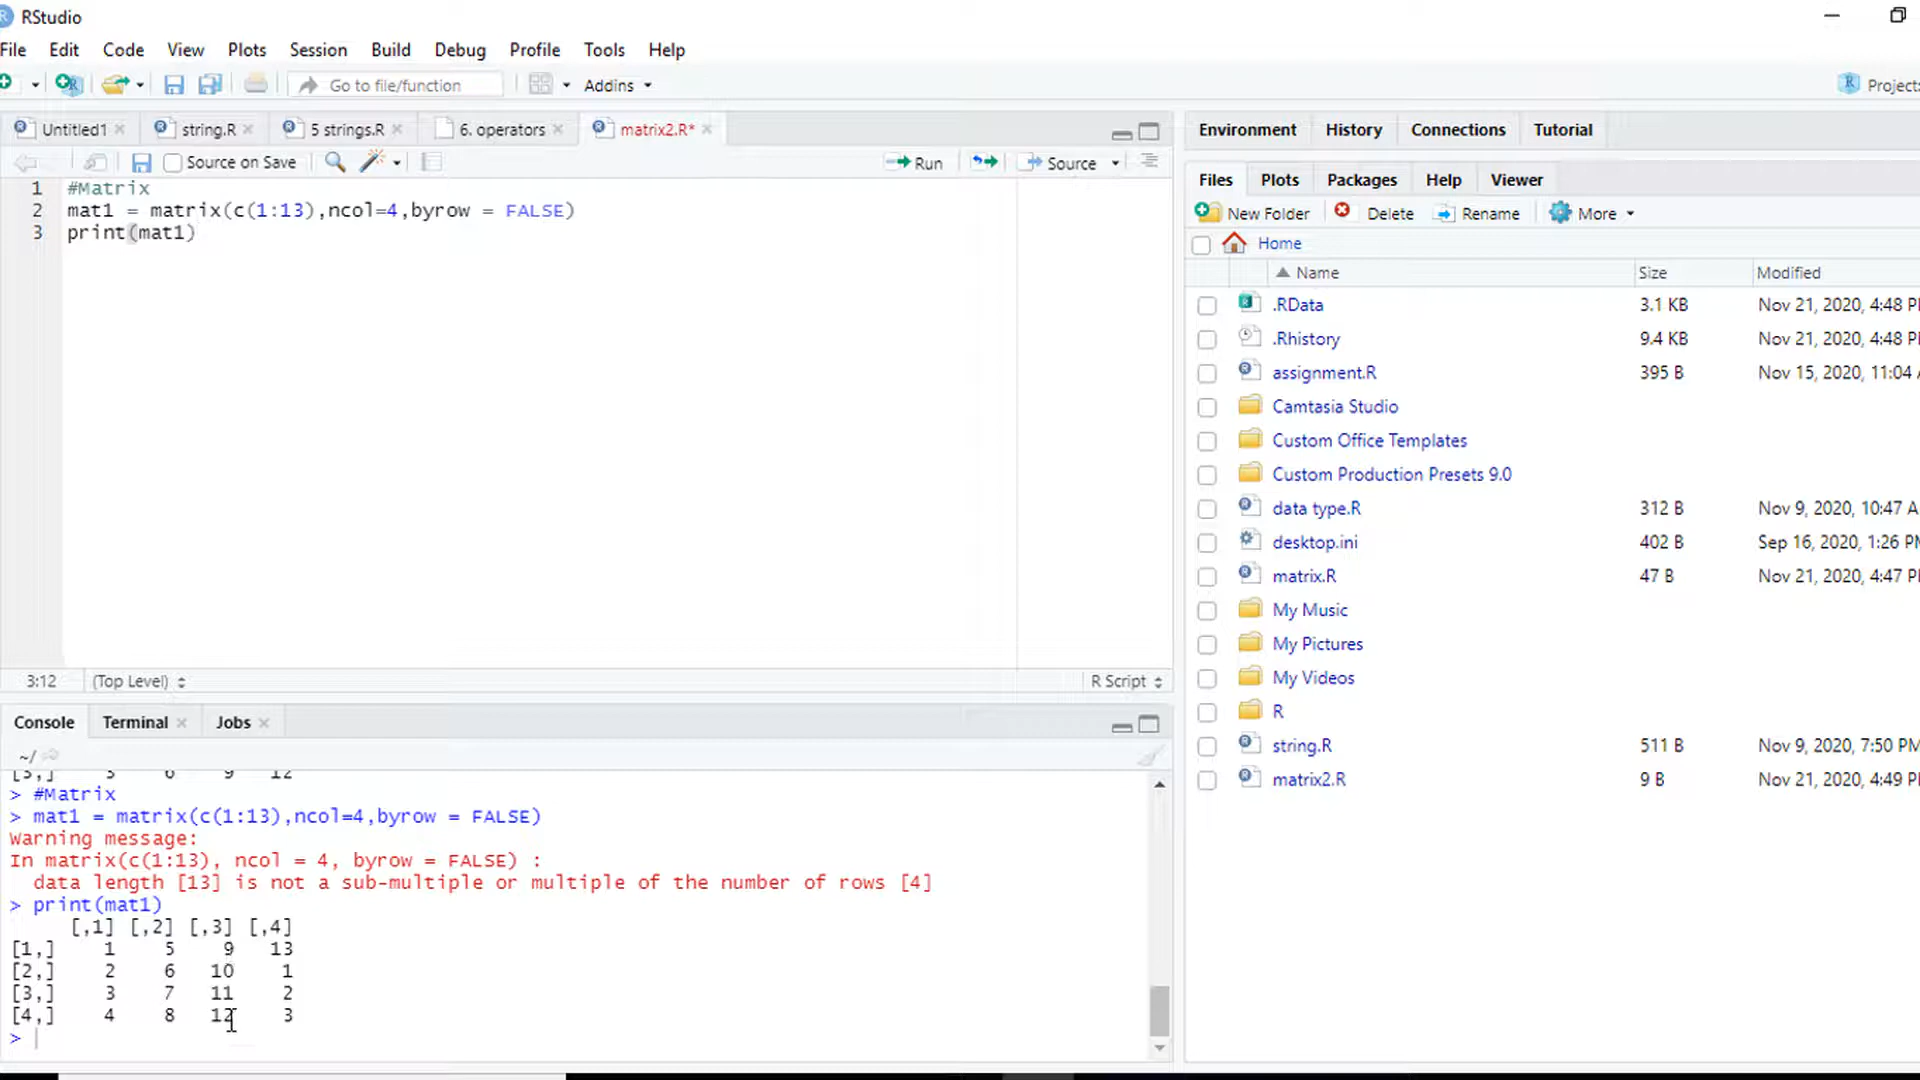 RStudio
File Edit Code View Plots Session Build Debug Profile Tools Help
Go to file/function Addins
Project:
Untitled1 string.R 5 strings.R 6. operators matrix2.R*
Source on Save Run Source
1 #Matrix
2 mat1 = matrix(c(1:13),ncol=4,byrow = FALSE)
3 print(mat1)
3:12 (Top Level) R Script
Console Terminal Jobs
~/
[3,] 3 6 9 12
> #Matrix
> mat1 = matrix(c(1:13),ncol=4,byrow = FALSE)
Warning message:
In matrix(c(1:13), ncol = 4, byrow = FALSE) :
data length [13] is not a sub-multiple or multiple of the number of rows [4]
> print(mat1)
[,1] [,2] [,3] [,4]
[1,] 1 5 9 13
[2,] 2 6 10 1
[3,] 3 7 11 2
[4,] 4 8 12 3
>
Environment History Connections Tutorial
Files Plots Packages Help Viewer
New Folder Delete Rename More
Home
Name Size Modified
.RData 3.1 KB Nov 21, 2020, 4:48 P
.Rhistory 9.4 KB Nov 21, 2020, 4:48 P
assignment.R 395 B Nov 15, 2020, 11:04 A
Camtasia Studio
Custom Office Templates
Custom Production Presets 9.0
data type.R 312 B Nov 9, 2020, 10:47 A
desktop.ini 402 B Sep 16, 2020, 1:26 PM
matrix.R 47 B Nov 21, 2020, 4:47 P
My Music
My Pictures
My Videos
R
string.R 511 B Nov 9, 2020, 7:50 PM
matrix2.R 9 B Nov 21, 2020, 4:49 P